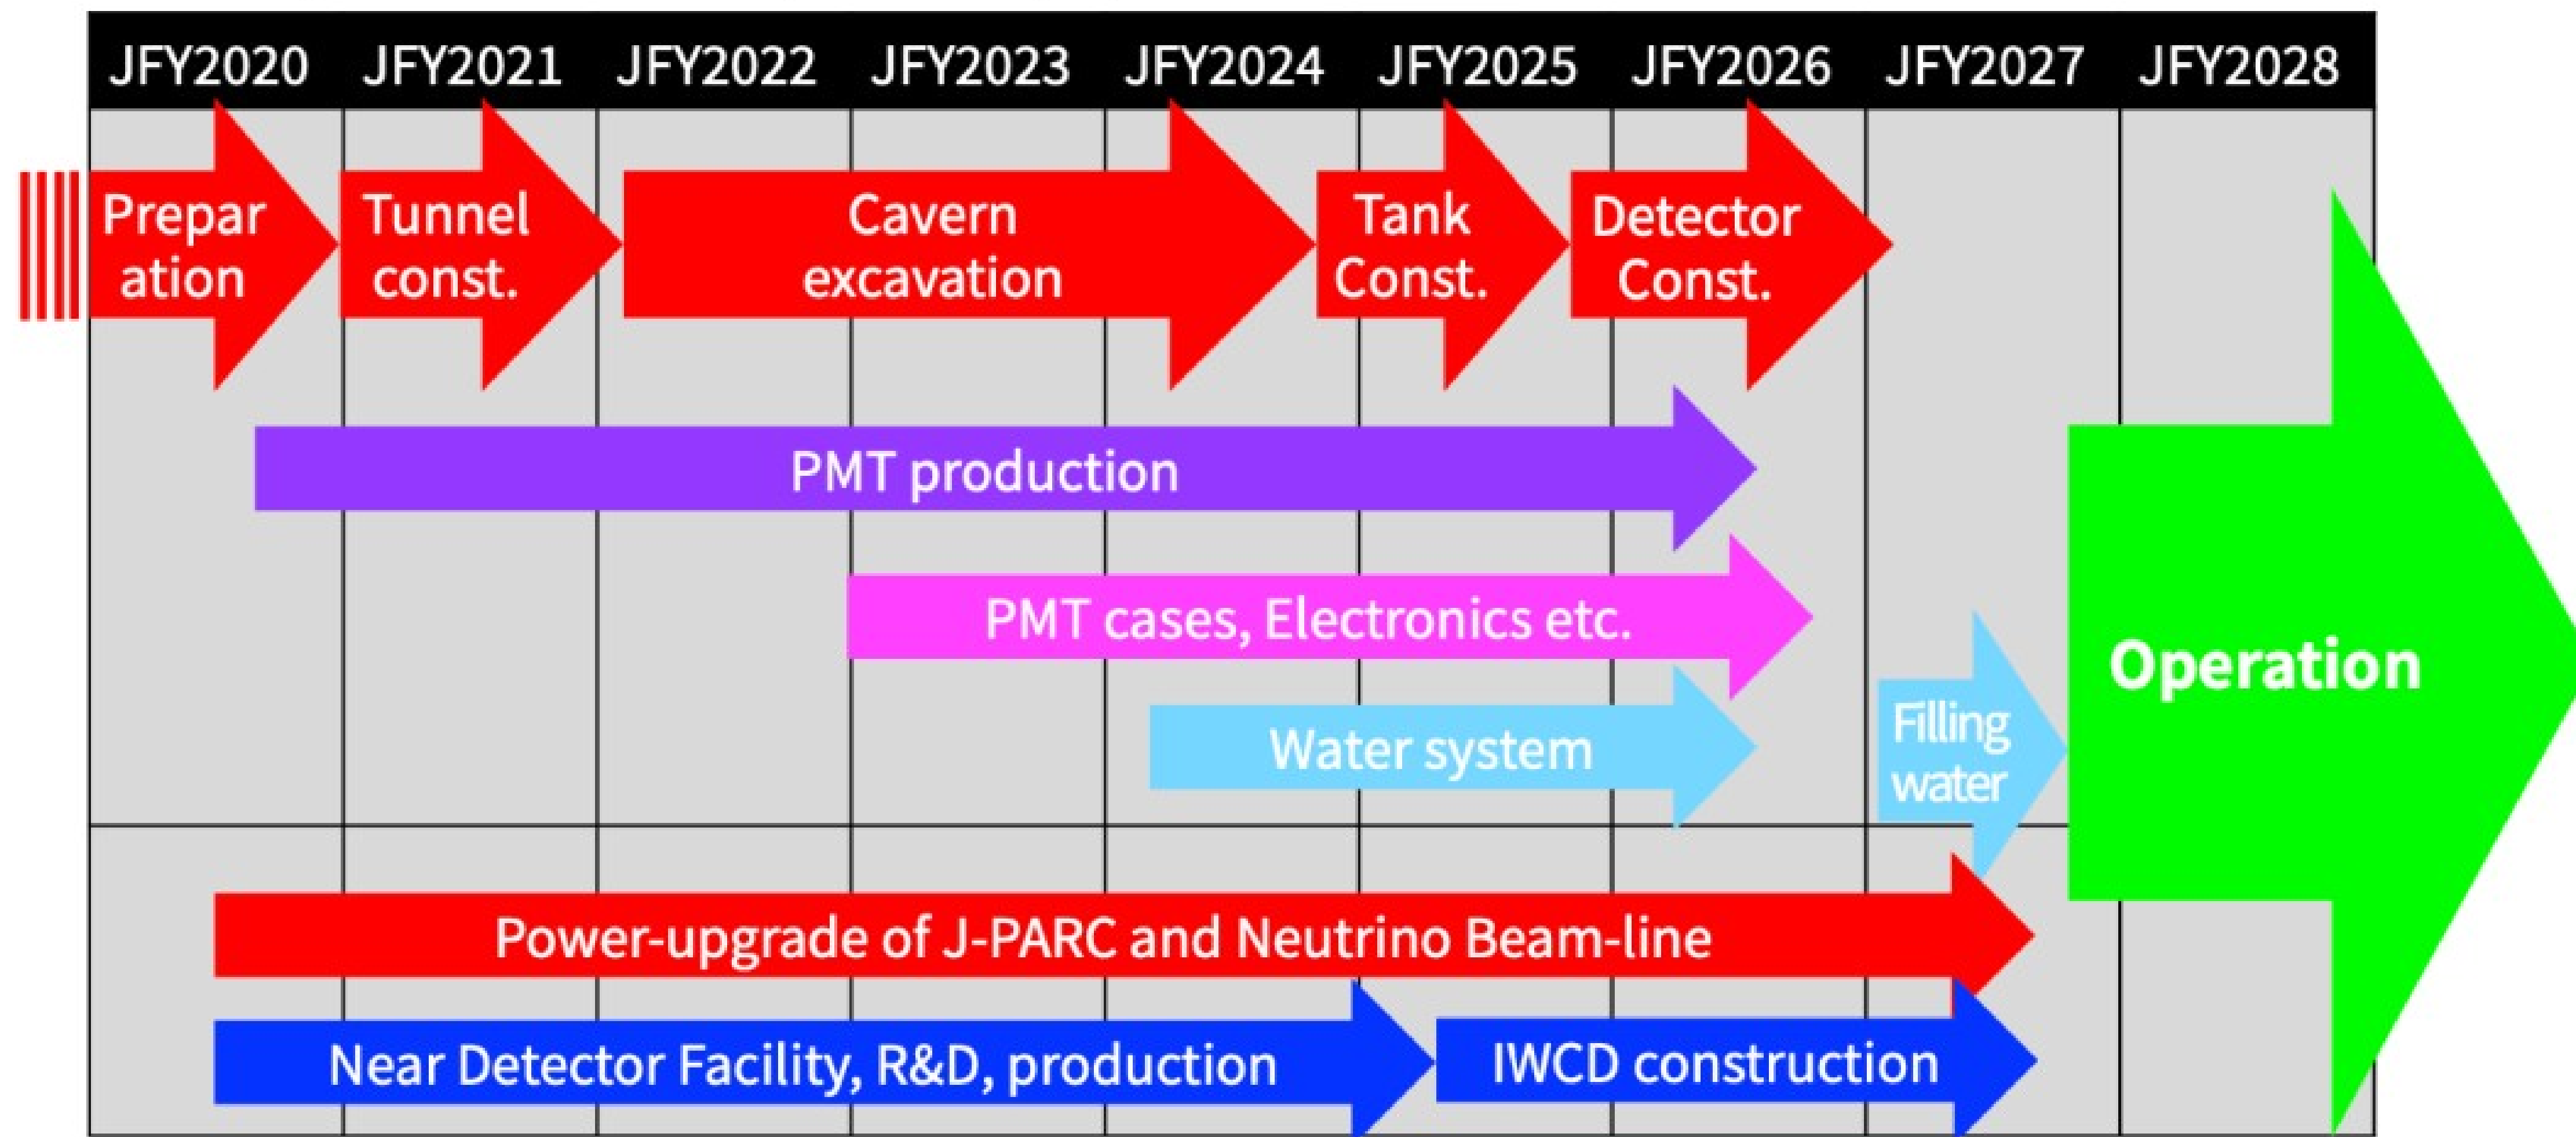 JFY2020 JFY2021 JFY2022 JFY2023 JFY2024 JFY2025 JFY2026 JFY2027 JFY2028
Prepar
ation
Tunnel
const.
Cavern
excavation
Tank
Const.
Detector
Const.
PMT production
PMT cases, Electronics etc.
Water system
Filling
water
Operation
Power-upgrade of J-PARC and Neutrino Beam-line
Near Detector Facility, R&D, production
IWCD construction